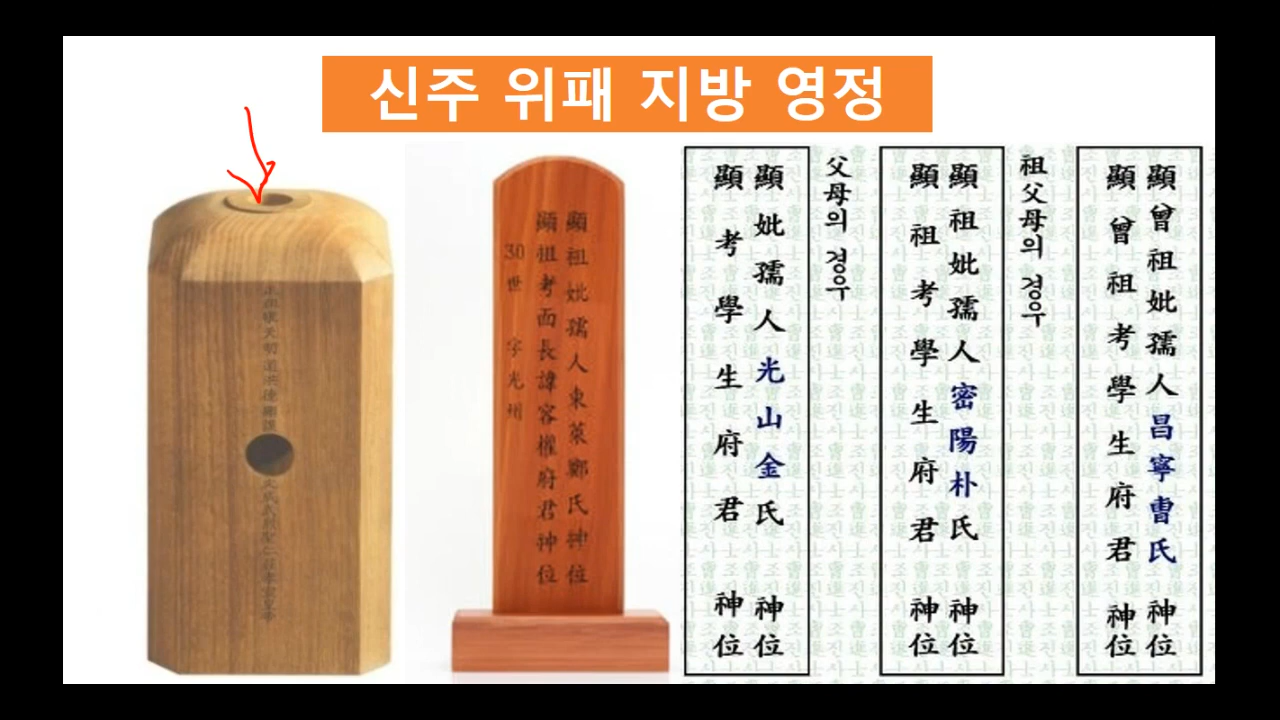 신주 위패 지방 영정
顯祖妣孺人東萊鄭氏神位
顯祖考面長諱容權府君神位
30世 字光州
顯妣孺人光山金氏 神位
顯考學生府君 神位
父母의 경우
顯祖妣孺人密陽朴氏 神位
顯祖考學生府君 神位
祖父母의 경우
顯曾祖妣孺人昌寧曺氏 神位
顯曾祖考學生府君 神位